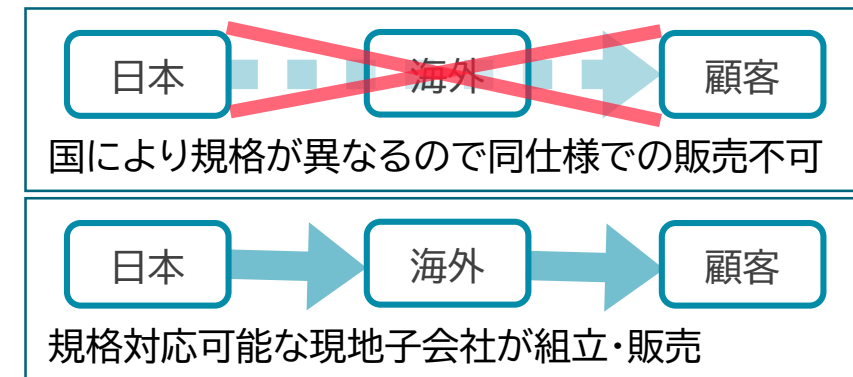 日本 海外 顧客
国により規格が異なるので同仕様での販売不可
日本 海外 顧客
規格対応可能な現地子会社が組立・販売